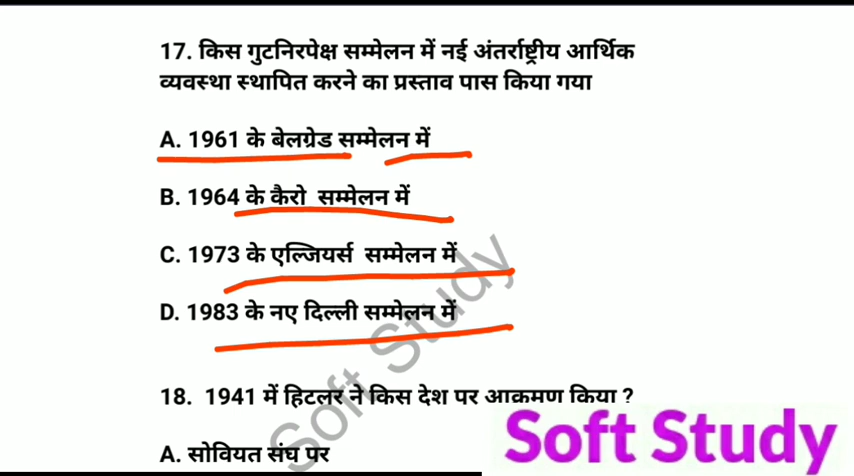 17. किस गुटनिरपेक्ष सम्मेलन में नई अंतर्राष्ट्रीय आर्थिक
व्यवस्था स्थापित करने का प्रस्ताव पास किया गया
A. 1961 के बेलग्रेड सम्मेलन में
B. 1964 के कैरो सम्मेलन में
C. 1973 के एल्जियर्स सम्मेलन में
D. 1983 के नए दिल्ली सम्मेलन में
Soft Study
18. 1941 में हिटलर ने किस देश पर आक्रमण किया ?
Soft Study
A. सोवियत संघ पर